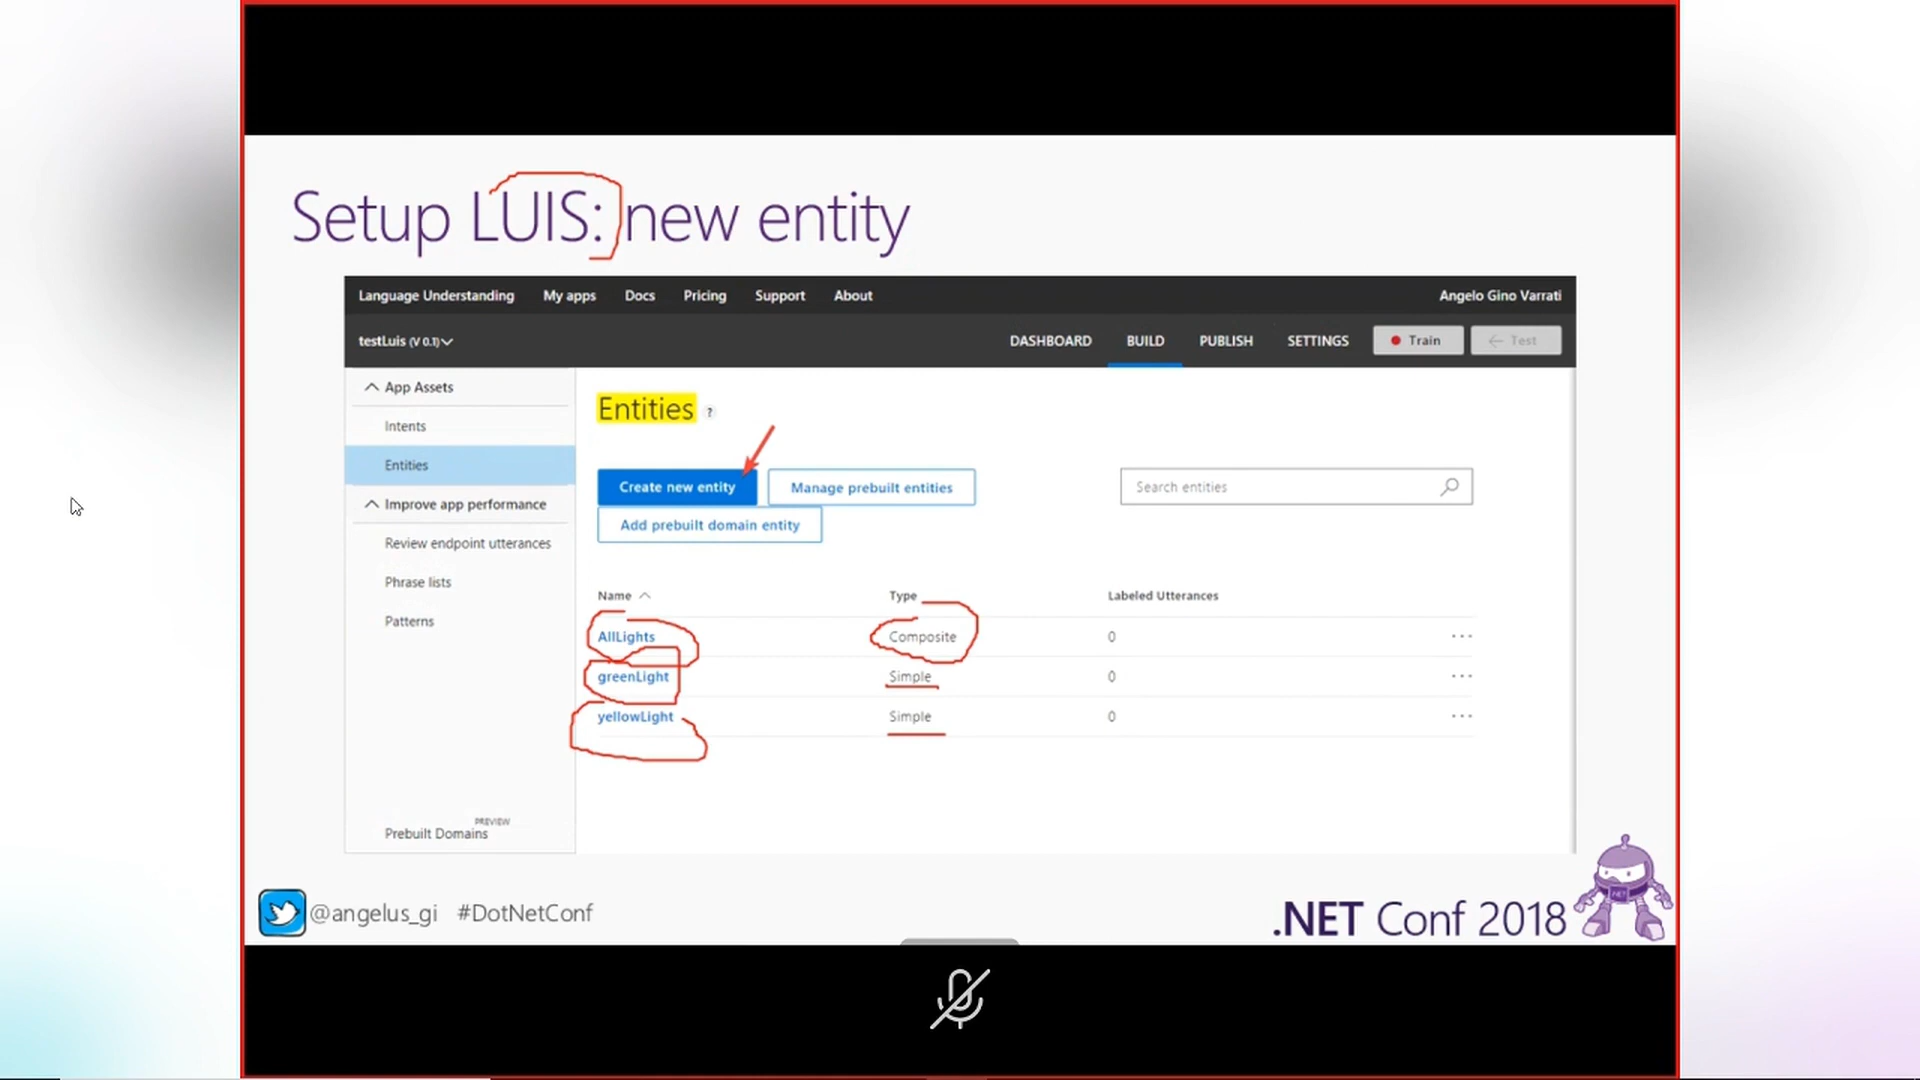 Setup LUIS: new entity
Language Understanding My apps Docs Pricing Support About Angelo Gino Varrati
testLuis (V 0.1) DASHBOARD BUILD PUBLISH SETTINGS Train Test
App Assets
Intents
Entities
Improve app performance
Review endpoint utterances
Phrase lists
Patterns
PREVIEW
Prebuilt Domains
Entities ?
Create new entity Manage prebuilt entities Search entities
Add prebuilt domain entity
Name Type Labeled Utterances
AllLights Composite 0 ...
greenLight Simple 0 ...
yellowLight Simple 0 ...
@angelus_gi #DotNetConf
.NET Conf 2018
.NET